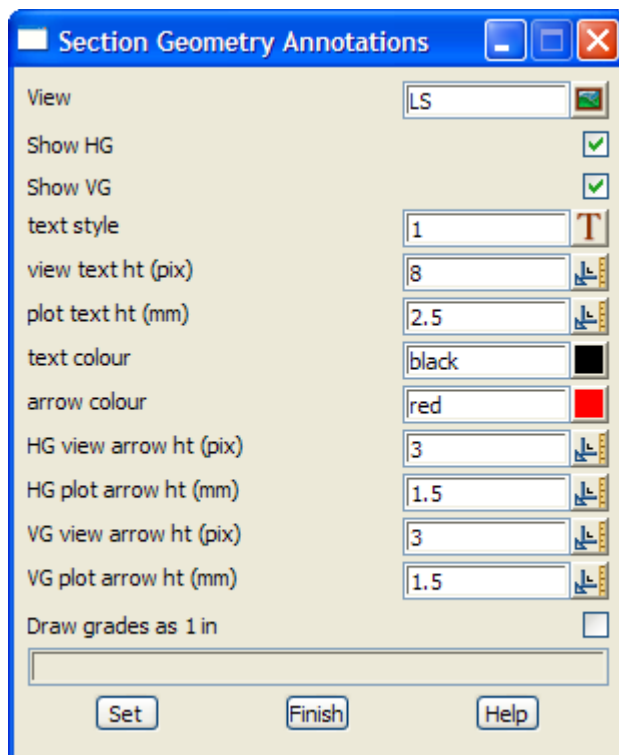 Section Geometry Annotations
View LS
Show HG
Show VG
text style 1 T
view text ht (pix) 8
plot text ht (mm) 2.5
text colour black
arrow colour red
HG view arrow ht (pix) 3
HG plot arrow ht (mm) 1.5
VG view arrow ht (pix) 3
VG plot arrow ht (mm) 1.5
Draw grades as 1 in
Set Finish Help